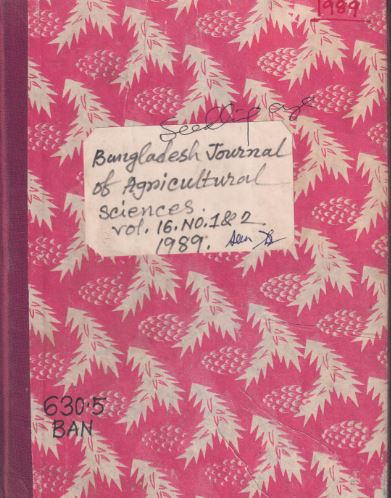 1989
Bangladesh Journal
of Agricultural
Sciences.
vol. 16. NO. 1 & 2
1989.
630.5
BAN